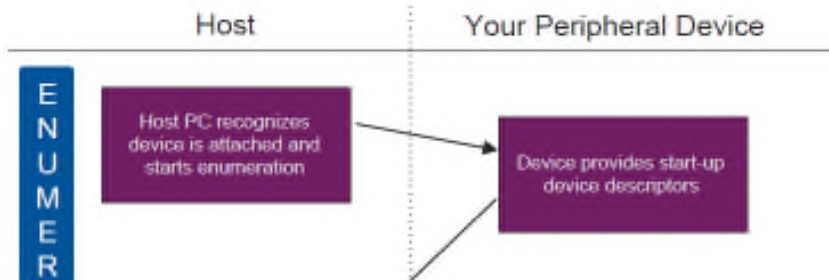 Host
Your Peripheral Device
E
N
U
M
E
R
Host PC recognizes
device is attached and
starts enumeration
Device provides start-up
device descriptors